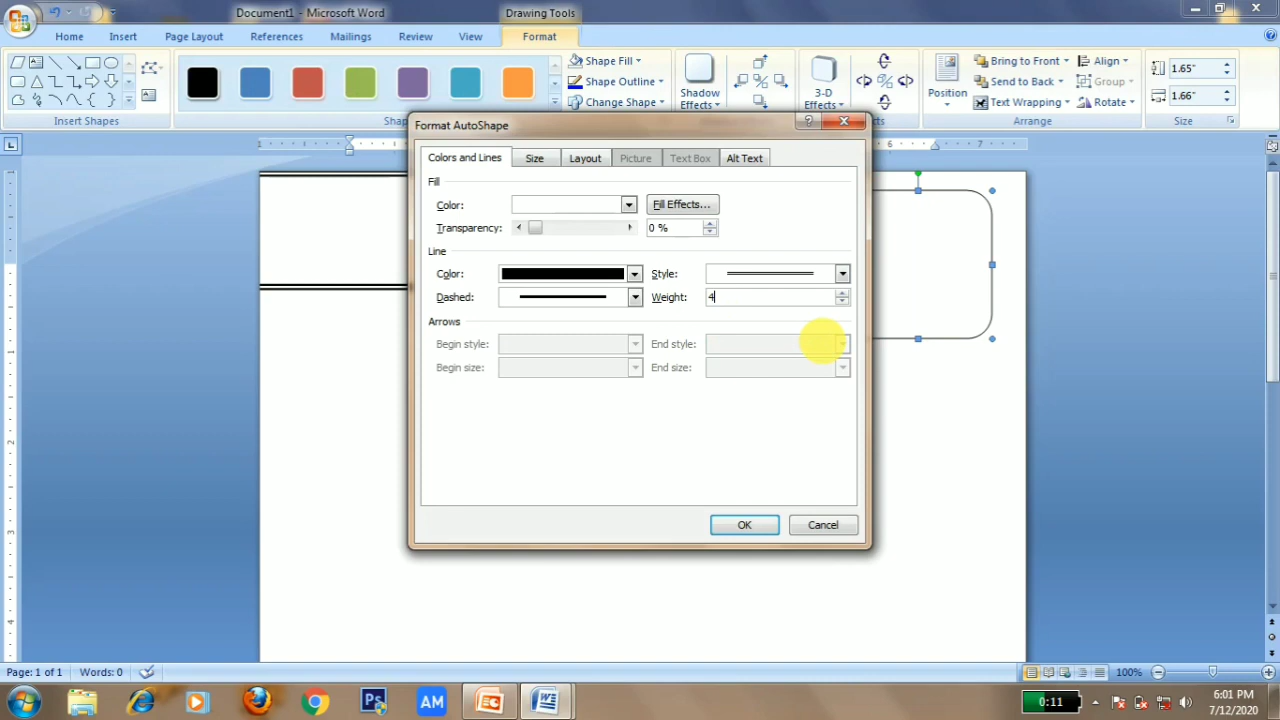 Document1 - Microsoft Word
Drawing Tools
Home
Insert
Page Layout
References
Mailings
Review
View
Format
Shape Fill
Shape Outline
Change Shape
Shadow
Effects
3-D
Effects
Position
Bring to Front
Send to Back
Text Wrapping
Align
Group
Rotate
1.65"
1.66"
Insert Shapes
Arrange
Size
Format AutoShape
Colors and Lines
Size
Layout
Picture
Text Box
Alt Text
Fill
Color:
Fill Effects...
Transparency:
0 %
Line
Color:
Style:
Dashed:
Weight:
4
Arrows
Begin style:
End style:
Begin size:
End size:
OK
Cancel
Page: 1 of 1
Words: 0
100%
Ps
AM
0:11
6:01 PM
7/12/2020